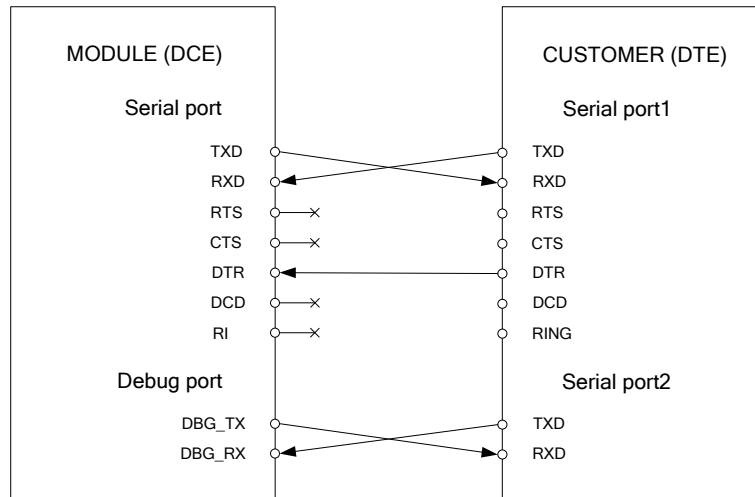 MODULE (DCE)
CUSTOMER (DTE)
Serial port
Serial port1
TXD
TXD
RXD
RXD
RTS
RTS
CTS
CTS
DTR
DTR
DCD
DCD
RI
RING
Debug port
Serial port2
DBG_TX
TXD
DBG_RX
RXD